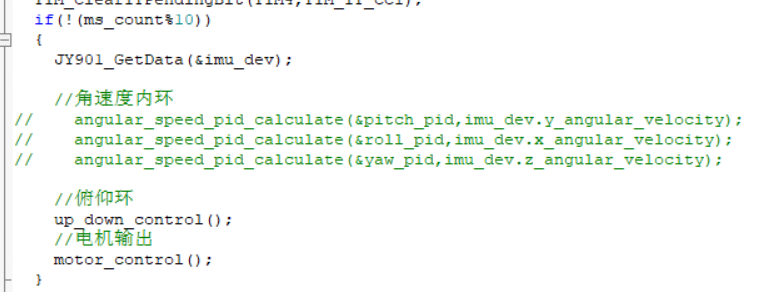 TIM_ClearITPendingBit(TIM4,TIM_IT_CC1);
if(!(ms_count%10))
{
JY901_GetData(&imu_dev);
//角速度内环
// angular_speed_pid_calculate(&pitch_pid,imu_dev.y_angular_velocity);
// angular_speed_pid_calculate(&roll_pid,imu_dev.x_angular_velocity);
// angular_speed_pid_calculate(&yaw_pid,imu_dev.z_angular_velocity);
//俯仰环
up_down_control();
//电机输出
motor_control();
}